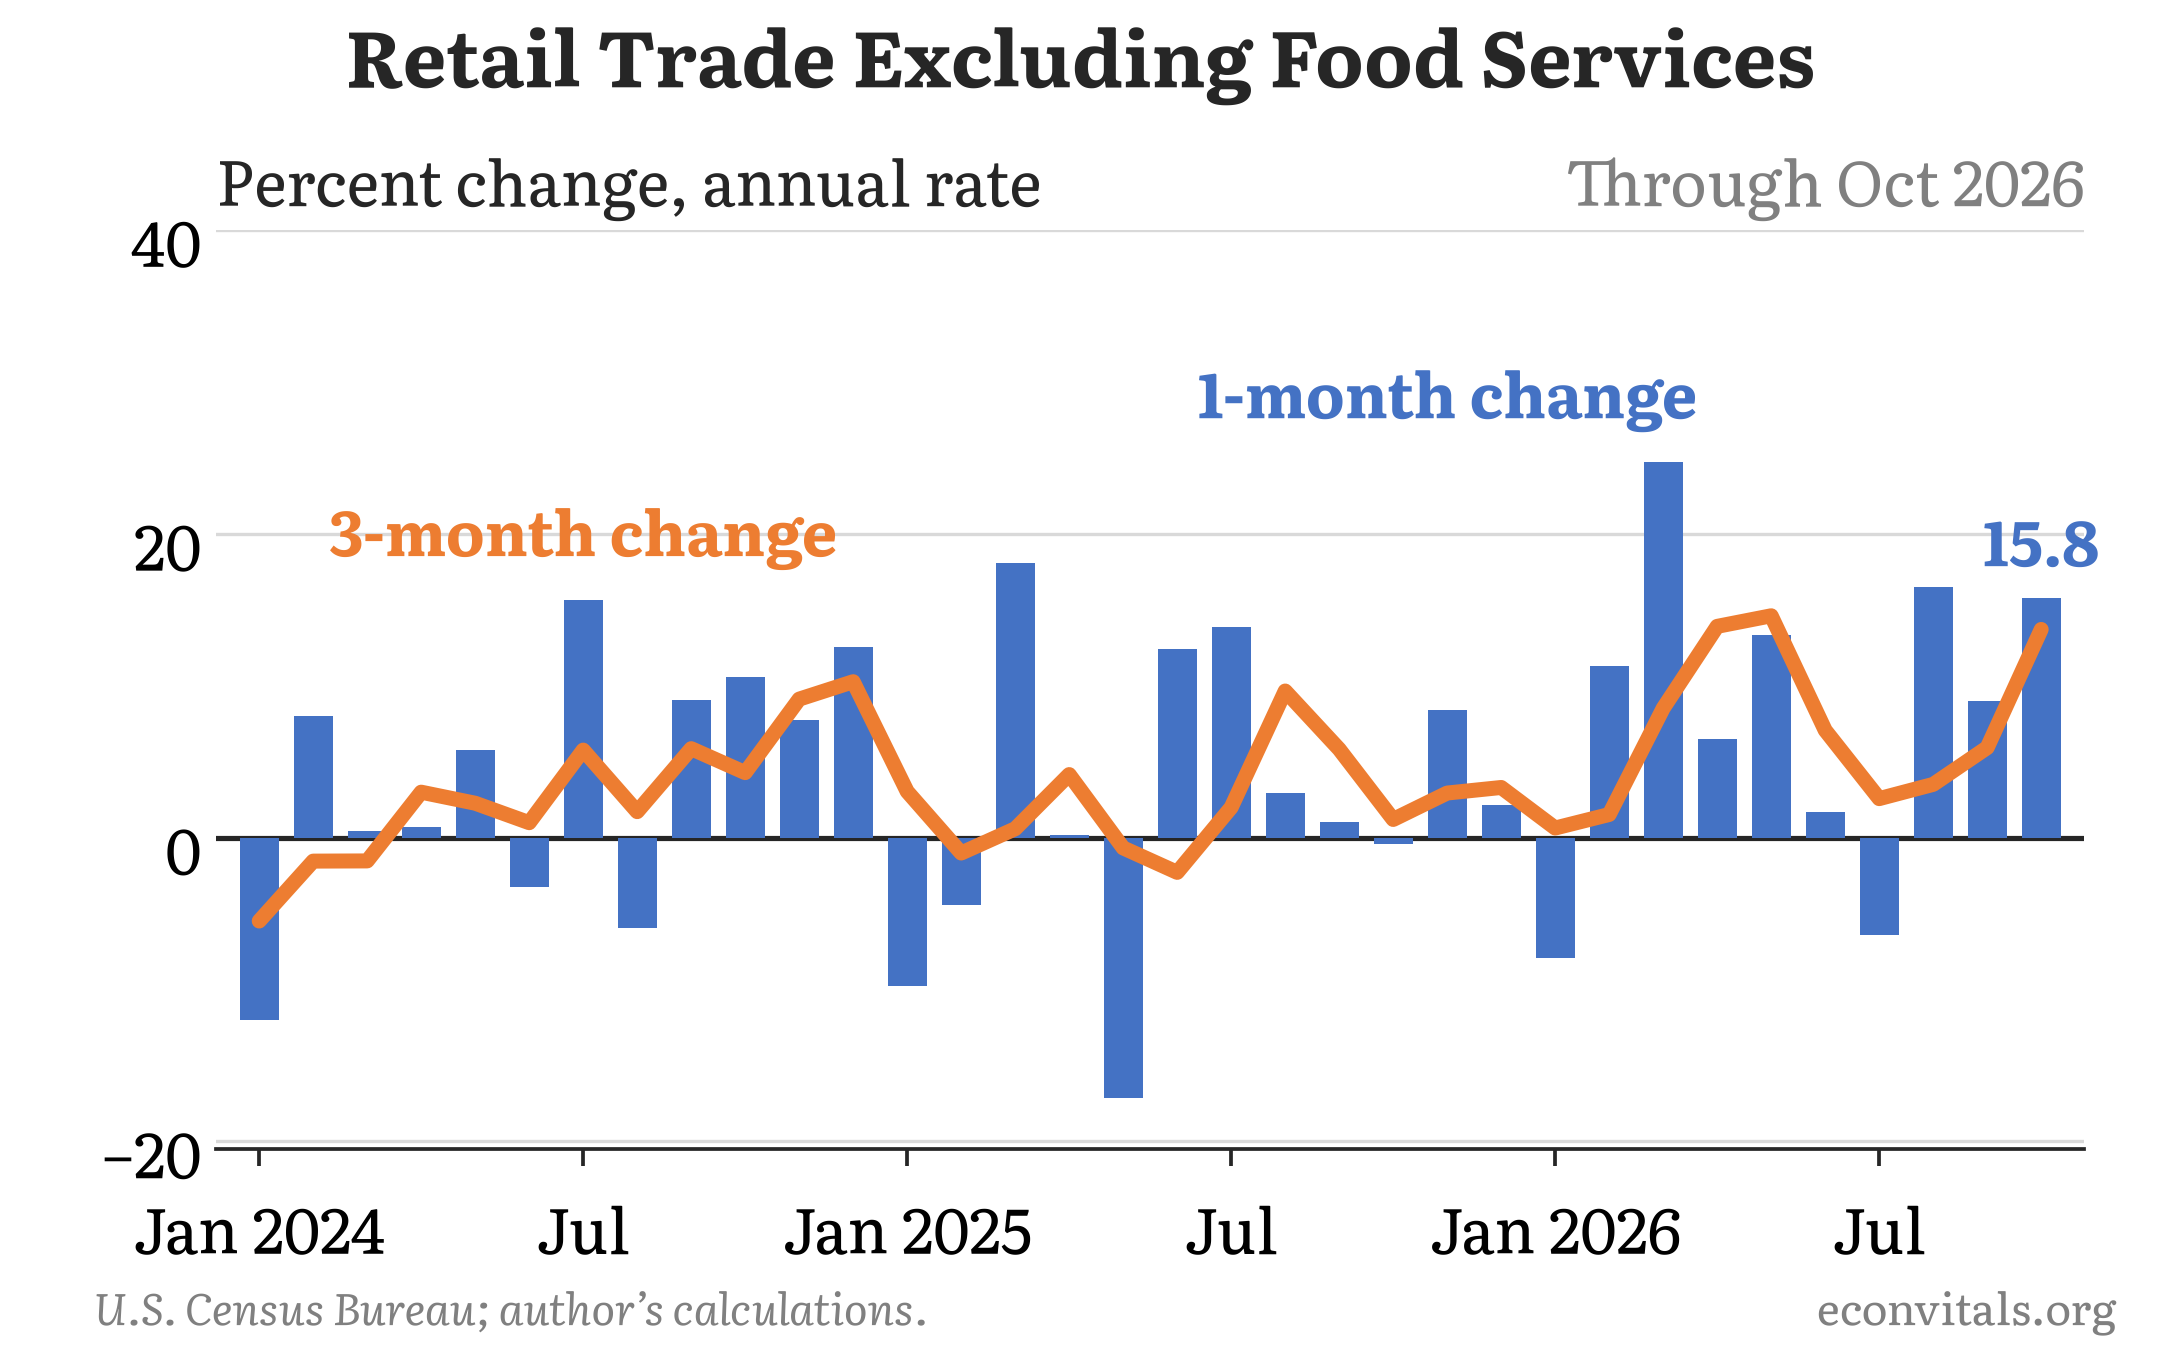 Retail Trade Excluding Food Services
Percent change, annual rate
Through Oct 2026
40
1-month change
3-month change
20
15.8
0
−20
Jan 2024 Jul Jan 2025 Jul Jan 2026 Jul
U.S. Census Bureau; author’s calculations.
econvitals.org